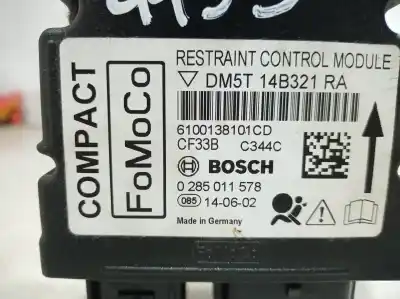 COMPACT
FoMoCo
RESTRAINT CONTROL MODULE
DM5T 14B321 RA
6100138101CD
CF33B C344C
BOSCH
0 285 011 578
085 14-06-02
Made in Germany